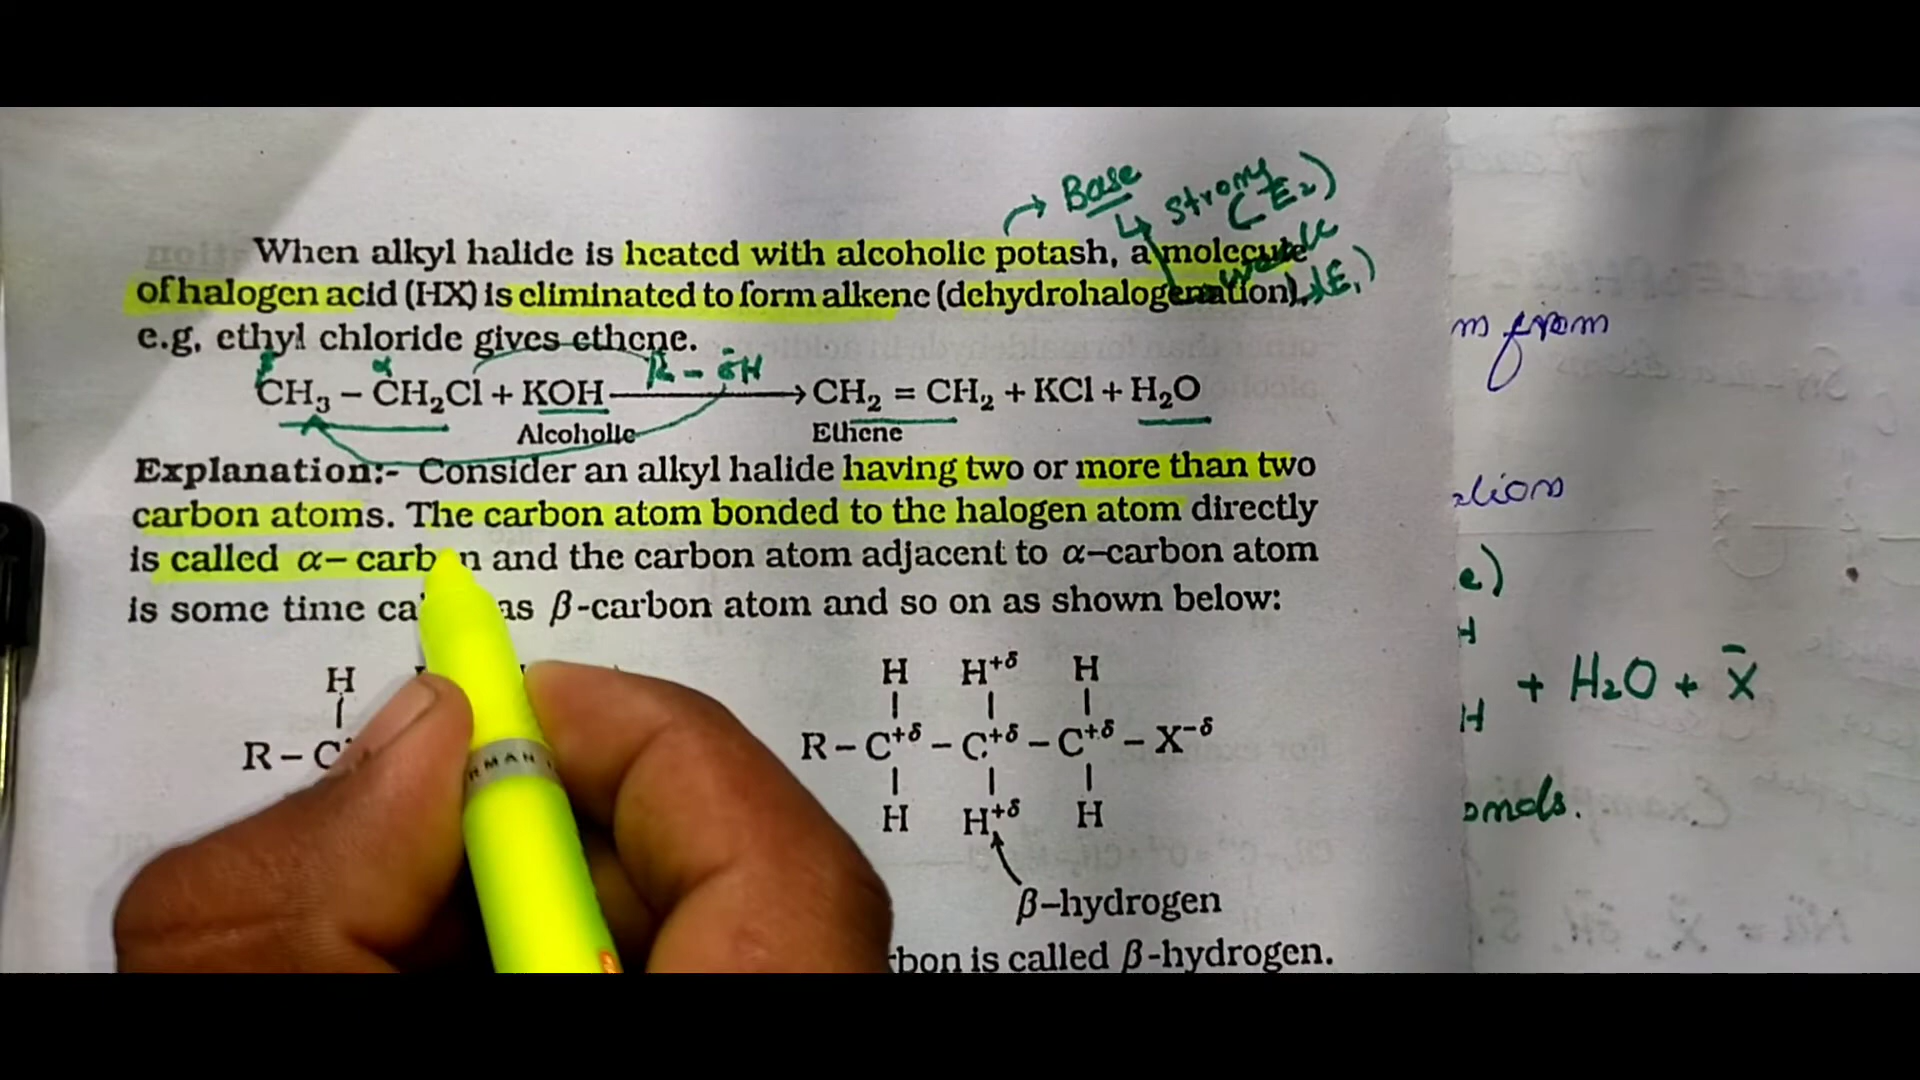 Base
Strong
(E₂)
When alkyl halide is heated with alcoholic potash, a molecule
weak
(E₁)
of halogen acid (HX) is eliminated to form alkene (dehydrohalogenation).
e.g. ethyl chloride gives ethene.
m from
β α R - ŌH
CH₃ – CH₂Cl + KOH ⟶ CH₂ = CH₂ + KCl + H₂O
Alcoholic Ethene
Explanation:- Consider an alkyl halide having two or more than two
carbon atoms. The carbon atom bonded to the halogen atom directly
is called α– carb n and the carbon atom adjacent to α–carbon atom
e)
is some time ca as β-carbon atom and so on as shown below:
H
H H H⁺ᵟ H
H + H₂O + X̄
R – C R – C⁺ᵟ – C⁺ᵟ – C⁺ᵟ – X⁻ᵟ
H H⁺ᵟ H
onds.
β–hydrogen
bon is called β-hydrogen.